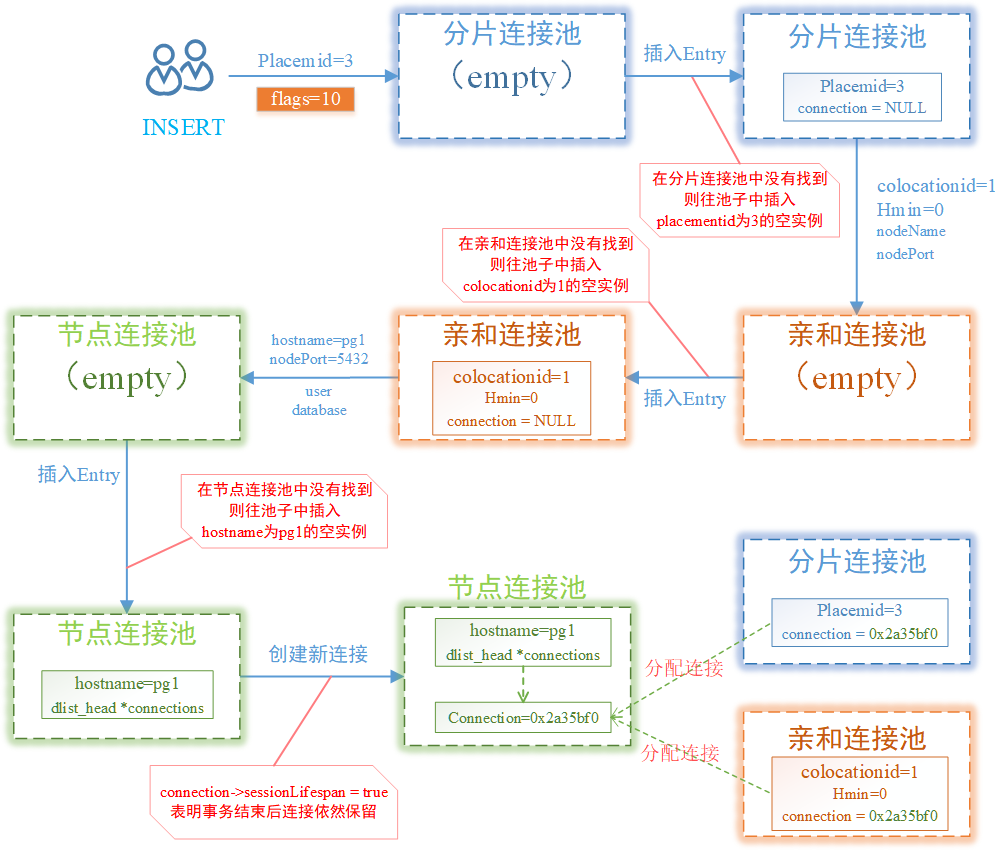 INSERT
Placemid=3
flags=10
分片连接池
（empty）
插入Entry
分片连接池
Placemid=3
connection = NULL
在分片连接池中没有找到
则往池子中插入
placementid为3的空实例
colocationid=1
Hmin=0
nodeName
nodePort
亲和连接池
（empty）
在亲和连接池中没有找到
则往池子中插入
colocationid为1的空实例
插入Entry
亲和连接池
colocationid=1
Hmin=0
connection = NULL
hostname=pg1
nodePort=5432
user
database
节点连接池
（empty）
插入Entry
在节点连接池中没有找到
则往池子中插入
hostname为pg1的空实例
节点连接池
hostname=pg1
dlist_head *connections
创建新连接
connection->sessionLifespan = true
表明事务结束后连接依然保留
节点连接池
hostname=pg1
dlist_head *connections
Connection=0x2a35bf0
分配连接
分片连接池
Placemid=3
connection = 0x2a35bf0
分配连接
亲和连接池
colocationid=1
Hmin=0
connection = 0x2a35bf0